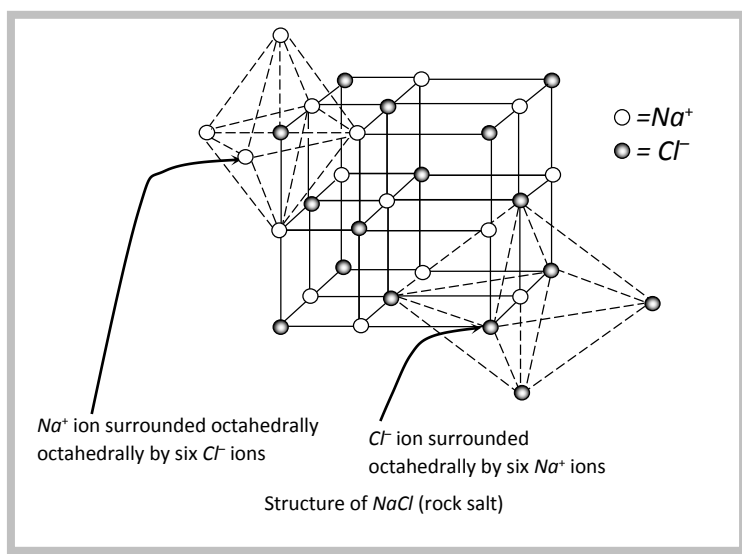 =Na⁺
= Cl⁻
Na⁺ ion surrounded octahedrally
octahedrally by six Cl⁻ ions
Cl⁻ ion surrounded
octahedrally by six Na⁺ ions
Structure of NaCl (rock salt)